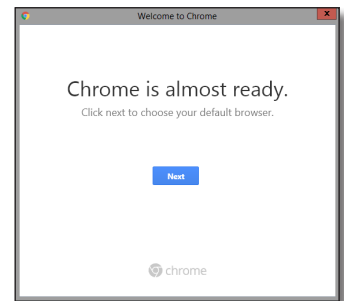 Welcome to Chrome
Chrome is almost ready.
Click next to choose your default browser.
Next
chrome